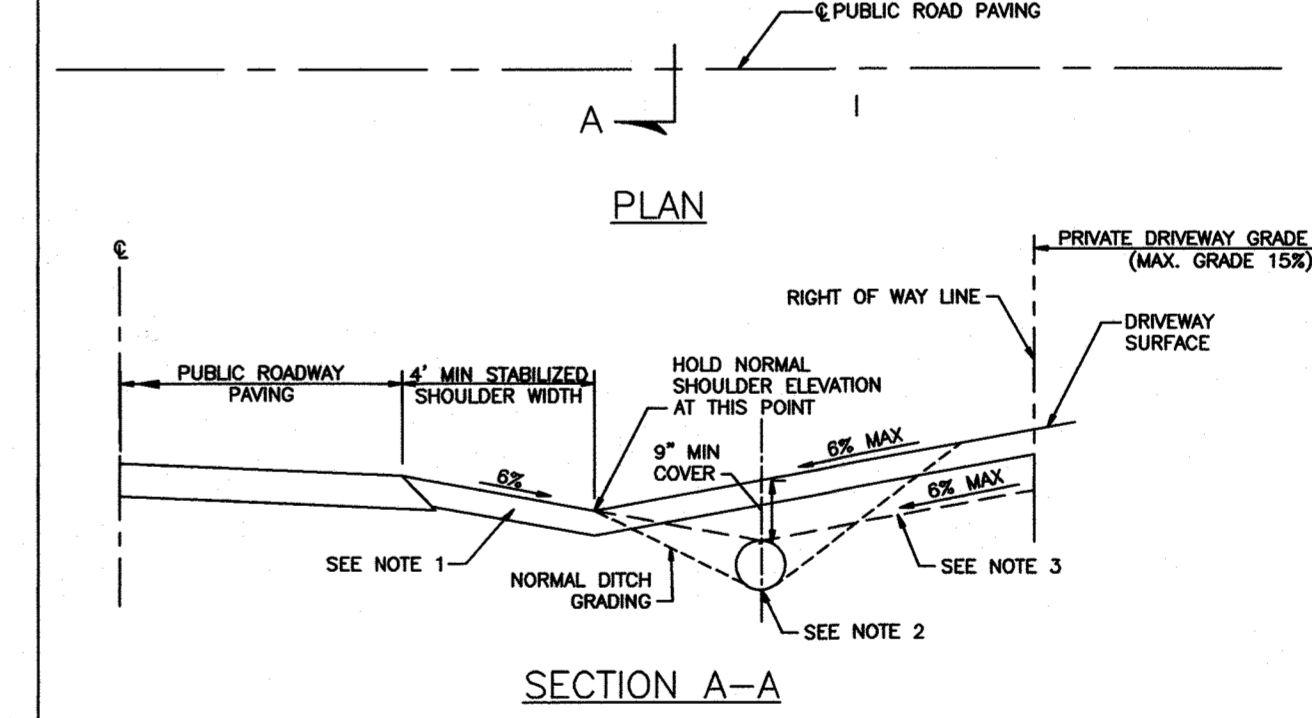 ℄ PUBLIC ROAD PAVING
A
PLAN
℄
PRIVATE DRIVEWAY GRADE
(MAX. GRADE 15%)
RIGHT OF WAY LINE
DRIVEWAY
SURFACE
HOLD NORMAL
SHOULDER ELEVATION
AT THIS POINT
PUBLIC ROADWAY
PAVING
4' MIN STABILIZED
SHOULDER WIDTH
9" MIN
COVER
6% MAX
6%
6% MAX
SEE NOTE 1
NORMAL DITCH
GRADING
SEE NOTE 3
SEE NOTE 2
SECTION A–A